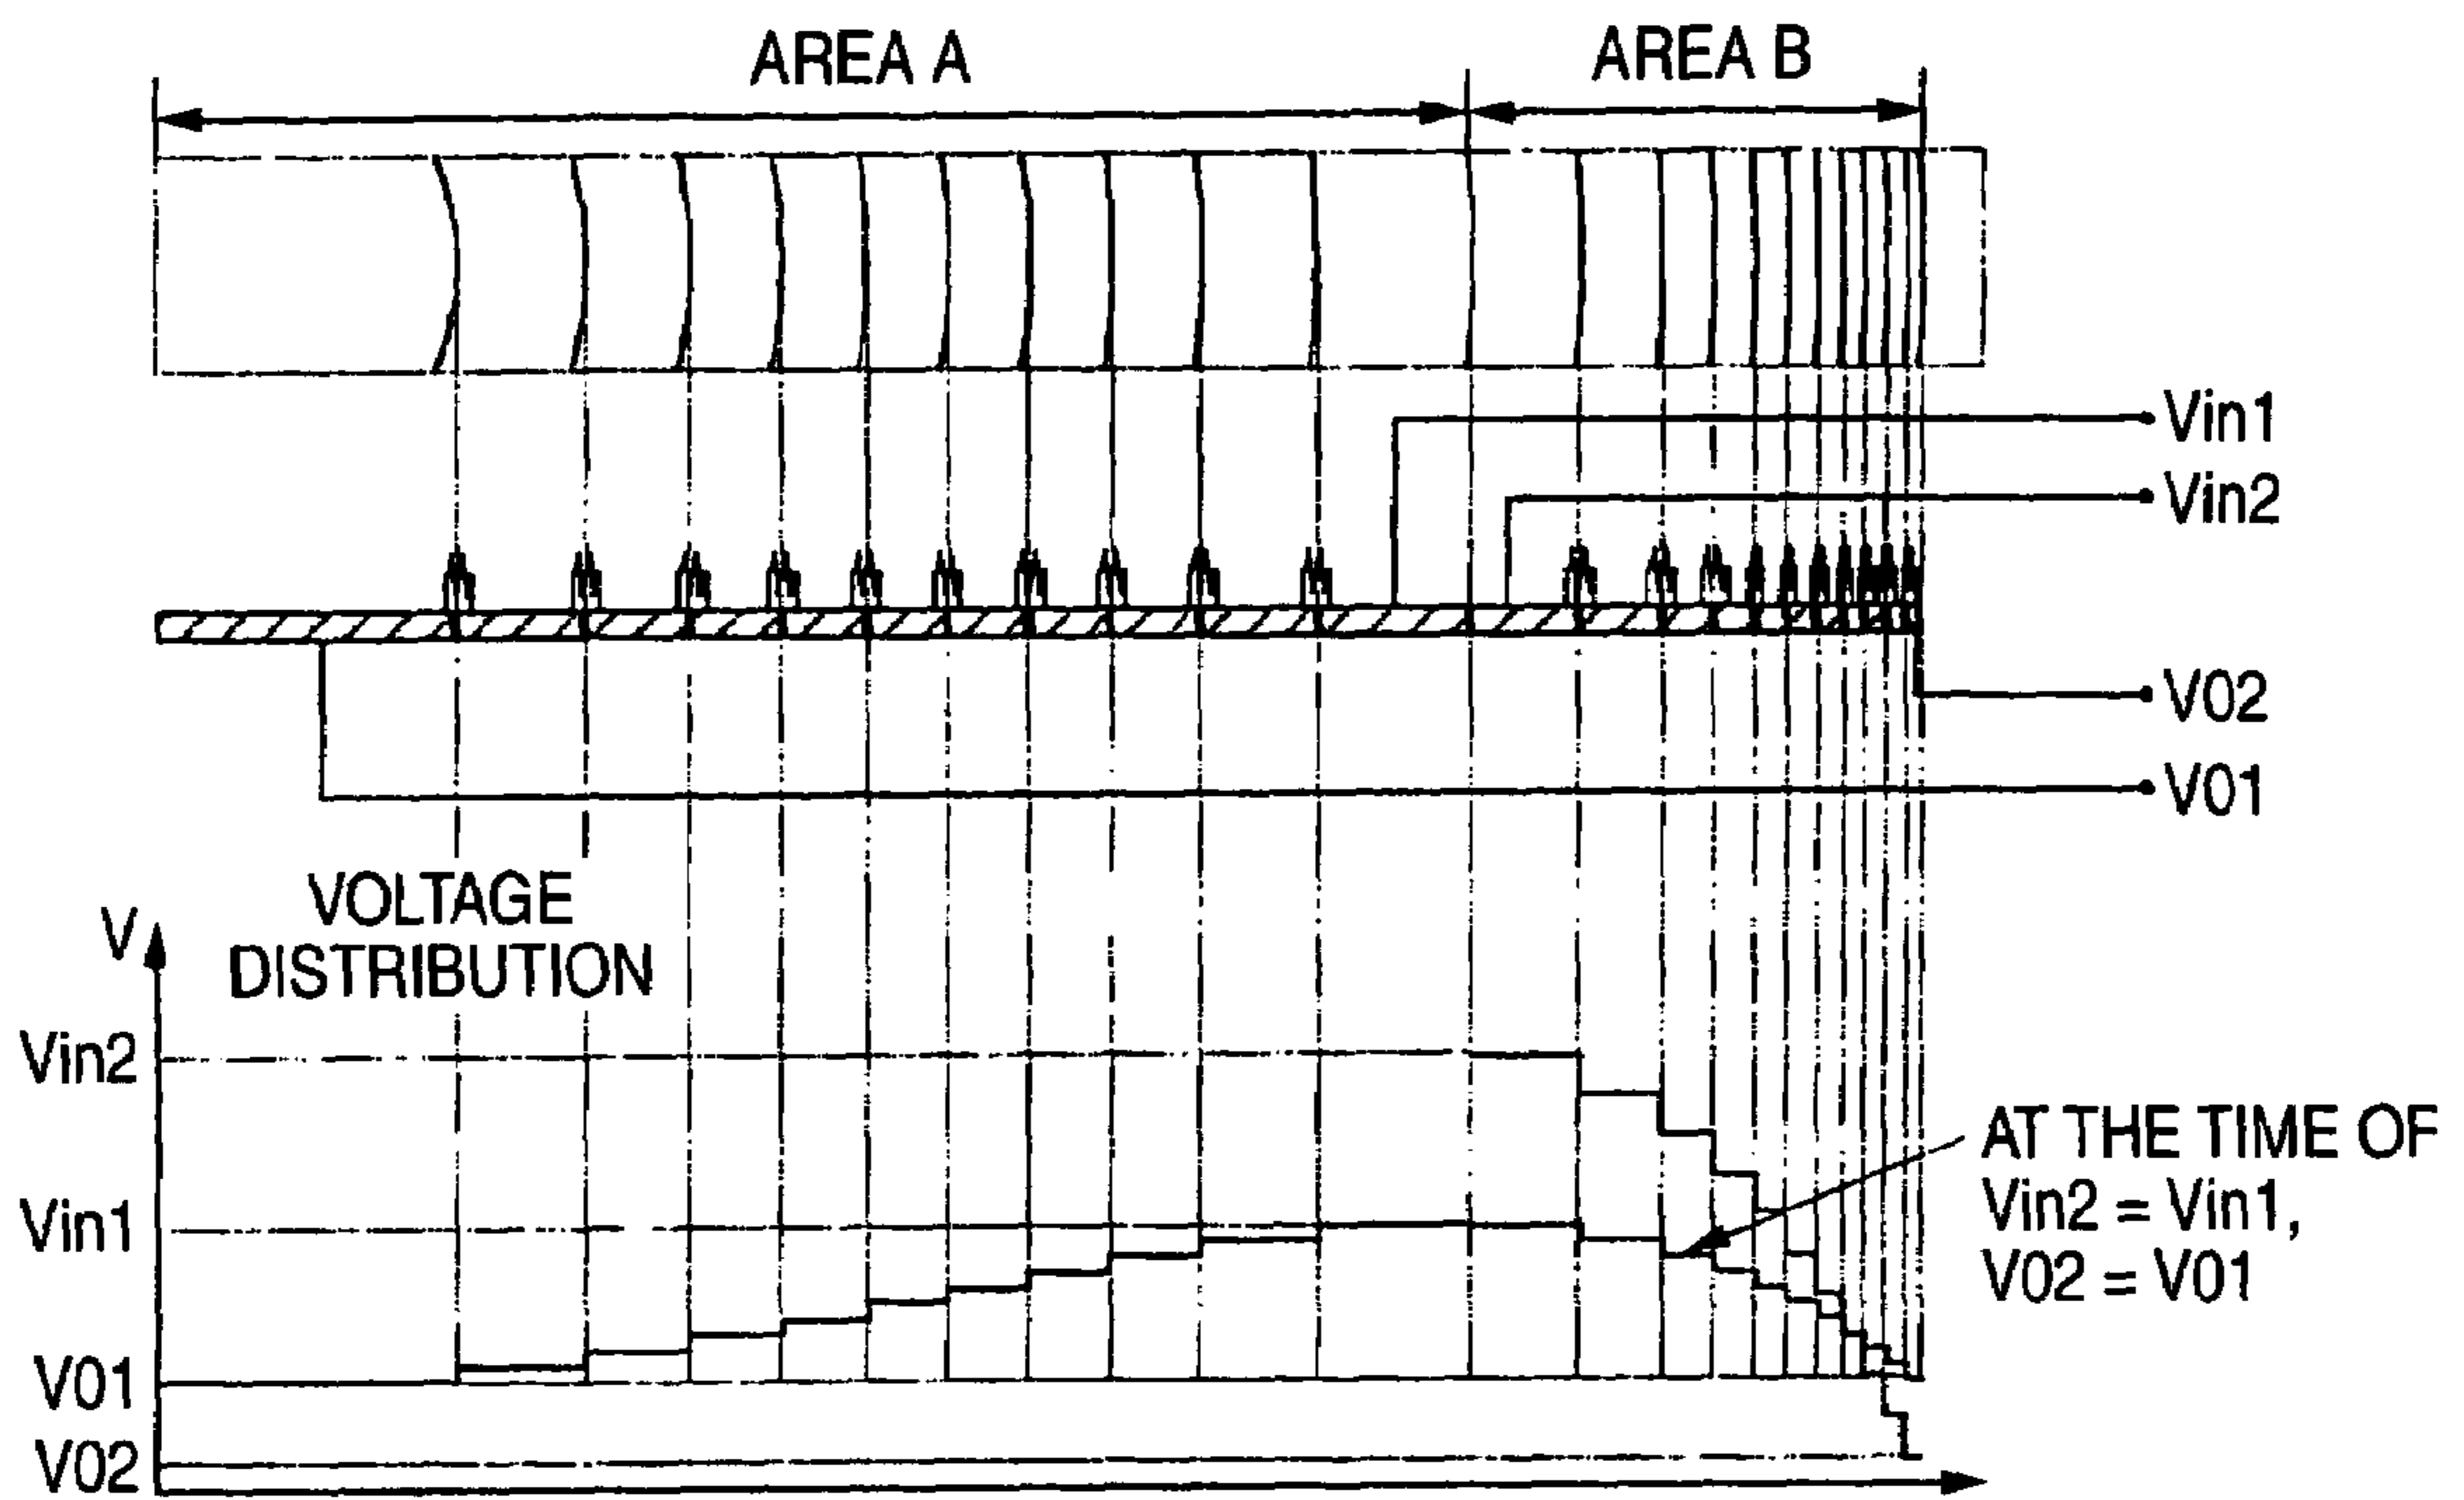 AREA A
AREA B
Vin1
Vin2
V02
V01
VOLTAGE
DISTRIBUTION
V
Vin2
Vin1
V01
V02
AT THE TIME OF
Vin2 = Vin1,
V02 = V01